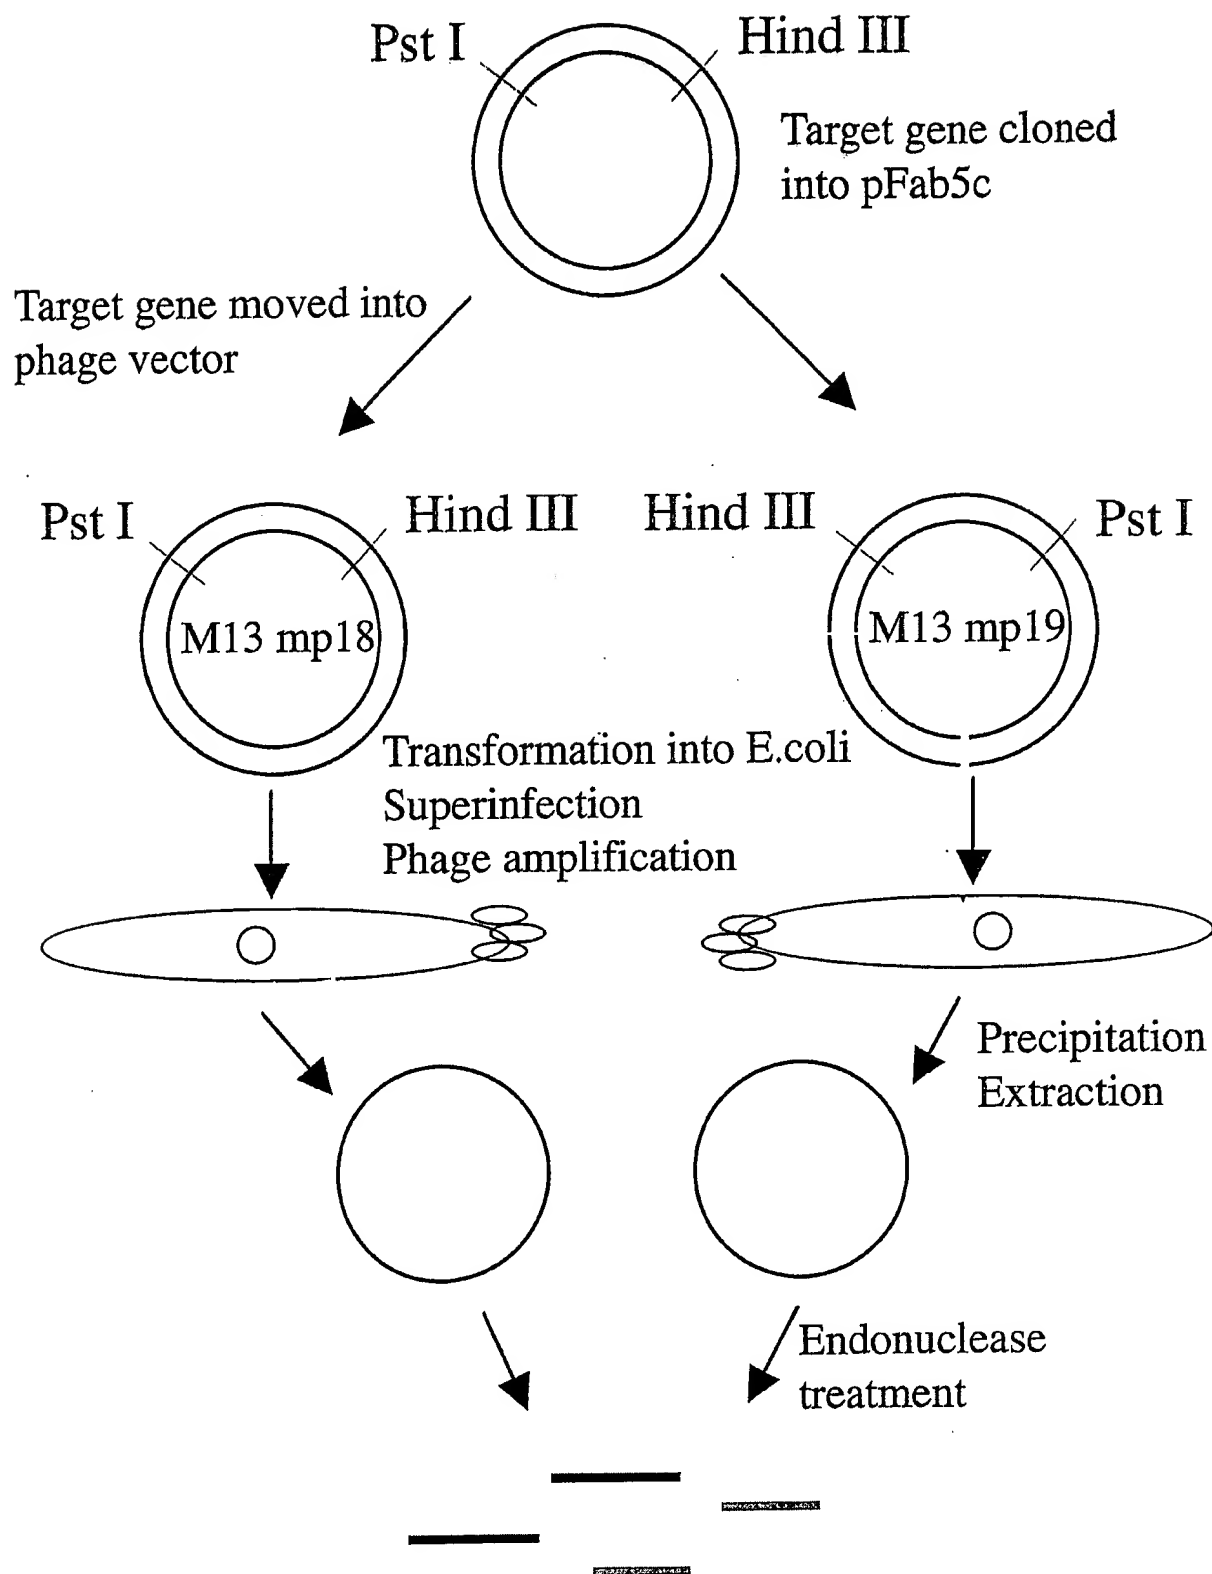 Pst I
Hind III
Target gene cloned
into pFab5c
Target gene moved into
phage vector
Pst I
Hind III
Hind III
Pst I
M13 mp18
M13 mp19
Transformation into E.coli
Superinfection
Phage amplification
Precipitation
Extraction
Endonuclease
treatment